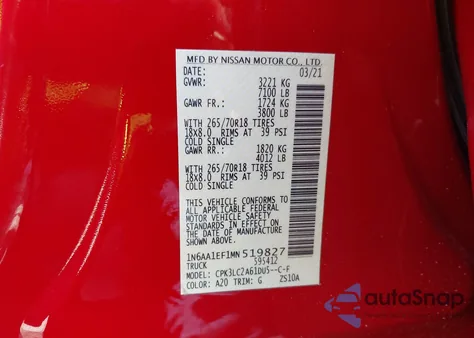 MFD BY NISSAN MOTOR CO., LTD.
DATE: 03/21
GVWR: 3221 KG
7100 LB
GAWR FR.: 1724 KG
3800 LB
WITH 265/70R18 TIRES
18X8.0 RIMS AT 39 PSI
COLD SINGLE
GAWR RR.: 1820 KG
4012 LB
WITH 265/70R18 TIRES
18X8.0 RIMS AT 39 PSI
COLD SINGLE
THIS VEHICLE CONFORMS TO
ALL APPLICABLE FEDERAL
MOTOR VEHICLE SAFETY
STANDARDS IN EFFECT ON
THE DATE OF MANUFACTURE
SHOWN ABOVE.
1N6AA1EF1MN519827
TRUCK 595412
MODEL: CPK3LC2A61DU5--C-F
COLOR: A20 TRIM: G ZS10A
autoSnap